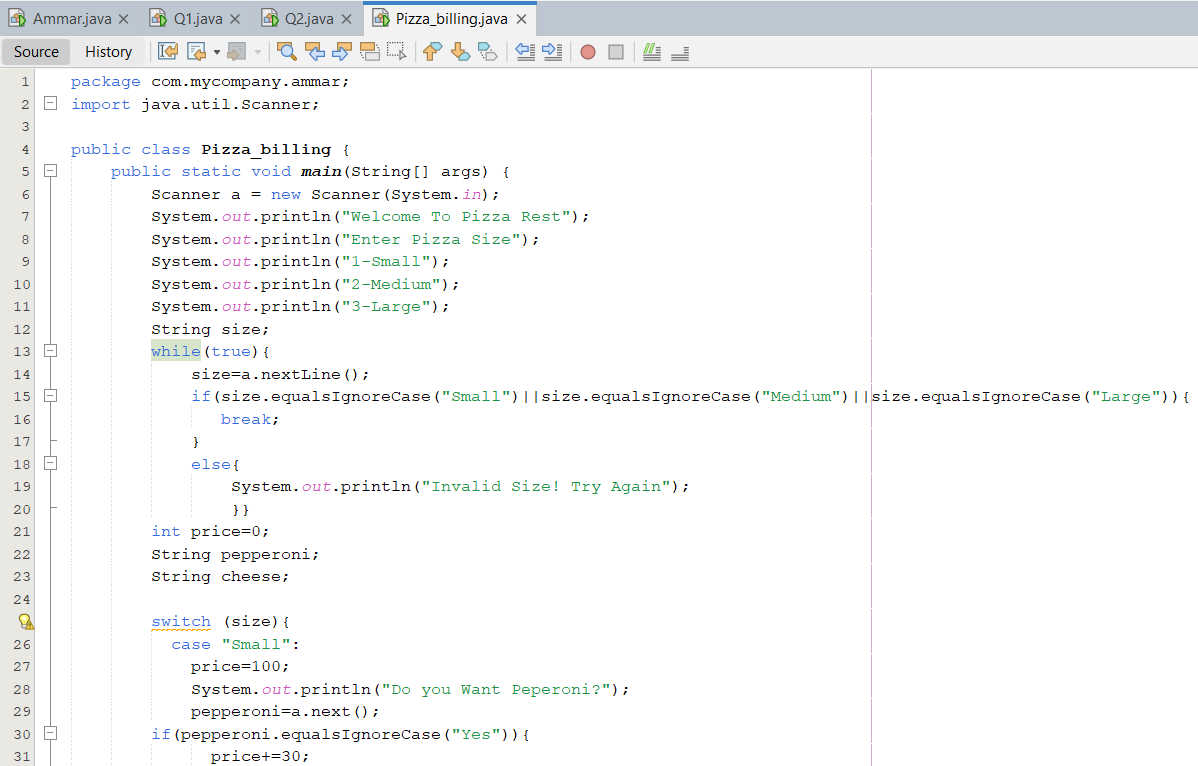 Ammar.java Q1.java Q2.java Pizza_billing.java
Source History
1 package com.mycompany.ammar;
2 import java.util.Scanner;
3
4 public class Pizza_billing {
5 public static void main(String[] args) {
6 Scanner a = new Scanner(System.in);
7 System.out.println("Welcome To Pizza Rest");
8 System.out.println("Enter Pizza Size");
9 System.out.println("1-Small");
10 System.out.println("2-Medium");
11 System.out.println("3-Large");
12 String size;
13 while(true){
14 size=a.nextLine();
15 if(size.equalsIgnoreCase("Small")||size.equalsIgnoreCase("Medium")||size.equalsIgnoreCase("Large")){
16 break;
17 }
18 else{
19 System.out.println("Invalid Size! Try Again");
20 }}
21 int price=0;
22 String pepperoni;
23 String cheese;
24
switch (size){
26 case "Small":
27 price=100;
28 System.out.println("Do you Want Peperoni?");
29 pepperoni=a.next();
30 if(pepperoni.equalsIgnoreCase("Yes")){
31 price+=30;